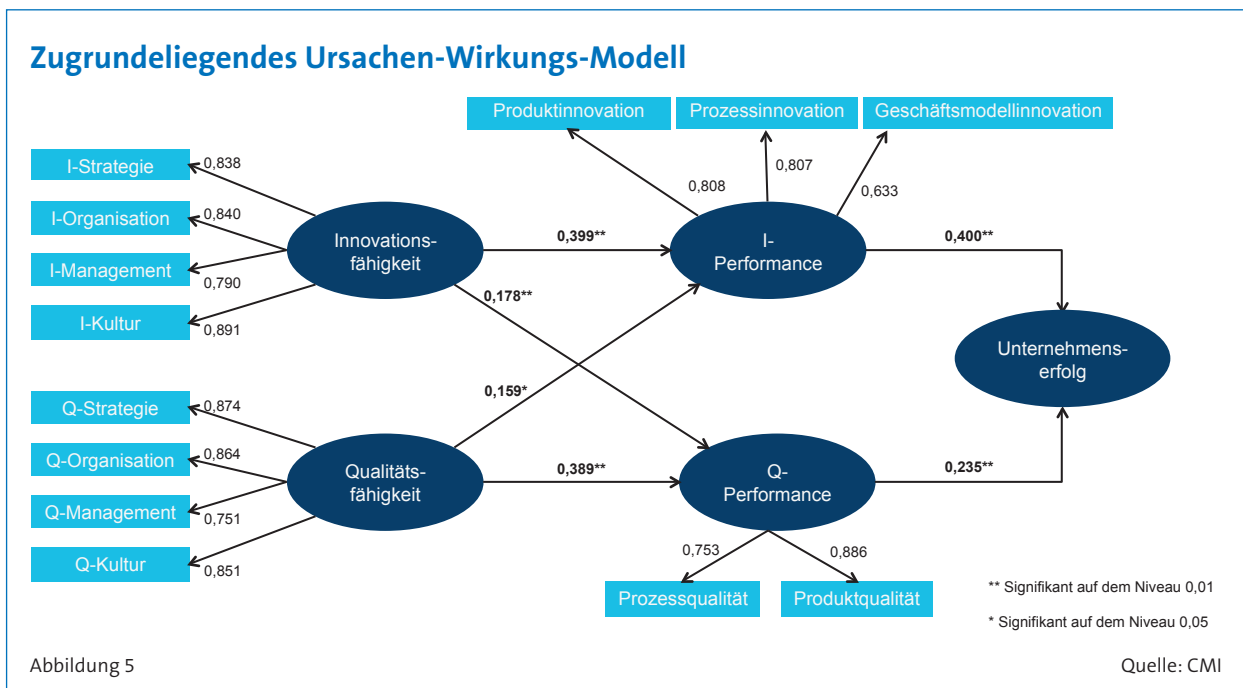 Zugrundeliegendes Ursachen-Wirkungs-Modell
Produktinnovation
Prozessinnovation
Geschäftsmodellinnovation
0,808
0,807
0,633
I-Strategie
0,838
I-Organisation
0,840
I-Management
0,790
I-Kultur
0,891
Innovations-
fähigkeit
0,399**
I-
Performance
0,400**
0,178**
Unternehmens-
erfolg
0,159*
Q-Strategie
0,874
Q-Organisation
0,864
Q-Management
0,751
Q-Kultur
0,851
Qualitäts-
fähigkeit
0,389**
Q-
Performance
0,235**
0,753
0,886
Prozessqualität
Produktqualität
** Signifikant auf dem Niveau 0,01
* Signifikant auf dem Niveau 0,05
Abbildung 5
Quelle: CMI